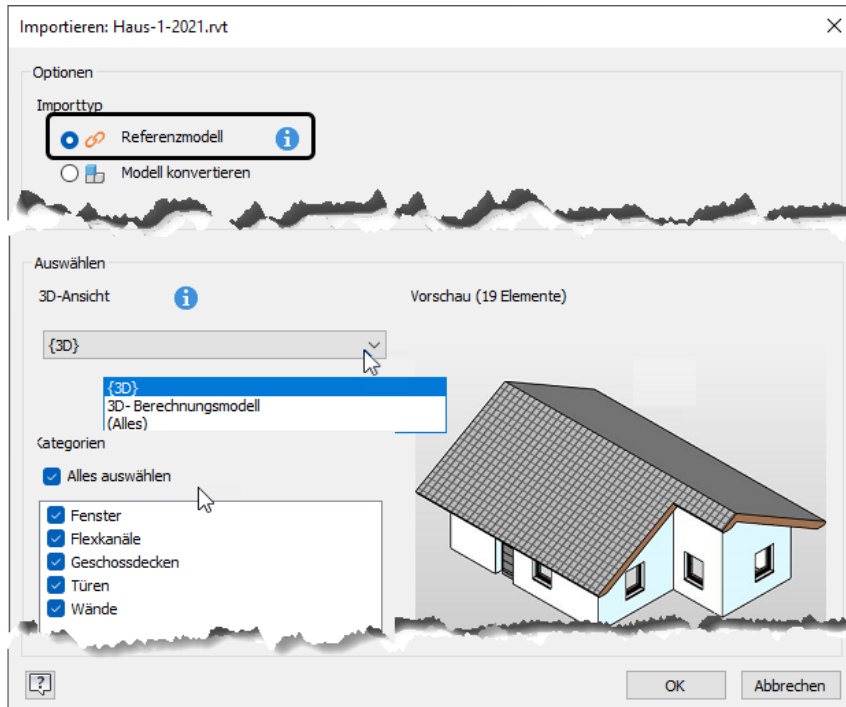 Importieren: Haus-1-2021.rvt
Optionen
Importtyp
Referenzmodell
Modell konvertieren
Auswählen
3D-Ansicht
Vorschau (19 Elemente)
{3D}
{3D}
3D- Berechnungsmodell
(Alles)
Kategorien
Alles auswählen
Fenster
Flexkanäle
Geschossdecken
Türen
Wände
OK
Abbrechen